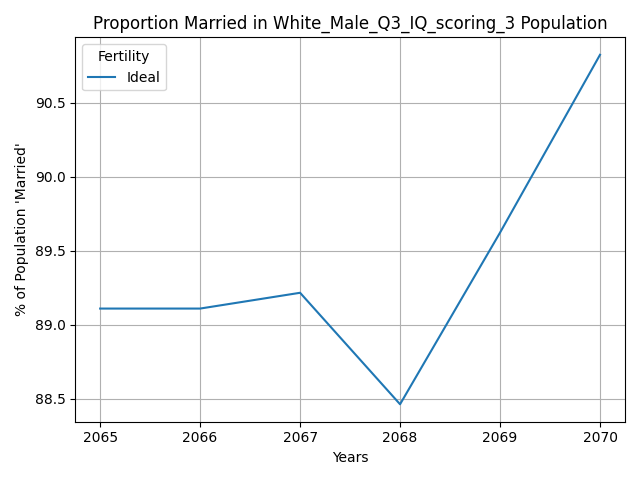 Proportion Married in White_Male_Q3_IQ_scoring_3 Population
Fertility
Ideal
% of Population 'Married'
90.5
90.0
89.5
89.0
88.5
2065 2066 2067 2068 2069 2070
Years